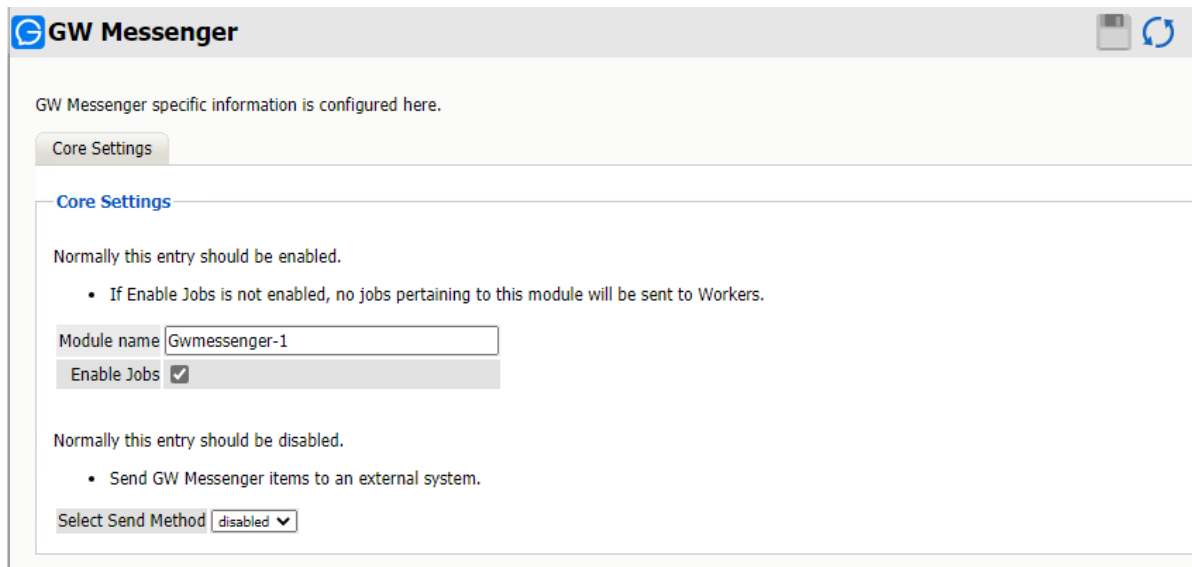 GW Messenger
GW Messenger specific information is configured here.
Core Settings
Core Settings
Normally this entry should be enabled.
• If Enable Jobs is not enabled, no jobs pertaining to this module will be sent to Workers.
Module name Gwmessenger-1
Enable Jobs
Normally this entry should be disabled.
• Send GW Messenger items to an external system.
Select Send Method disabled